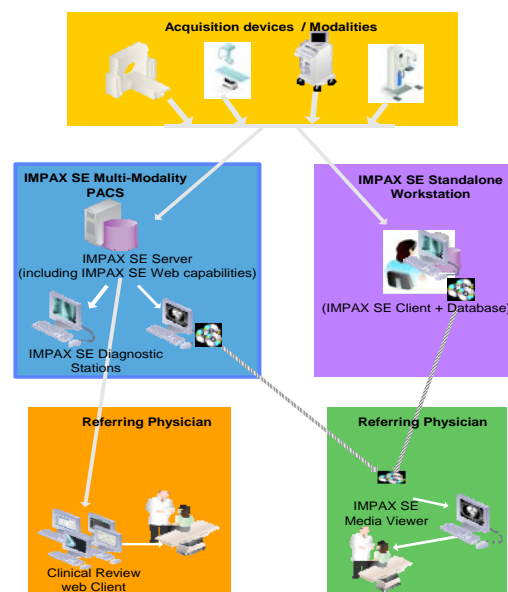 Acquisition devices / Modalities
IMPAX SE Multi-Modality
PACS
IMPAX SE Server
(including IMPAX SE Web capabilities)
IMPAX SE Diagnostic
Stations
IMPAX SE Standalone
Workstation
(IMPAX SE Client + Database)
Referring Physician
Clinical Review
web Client
Referring Physician
IMPAX SE
Media Viewer